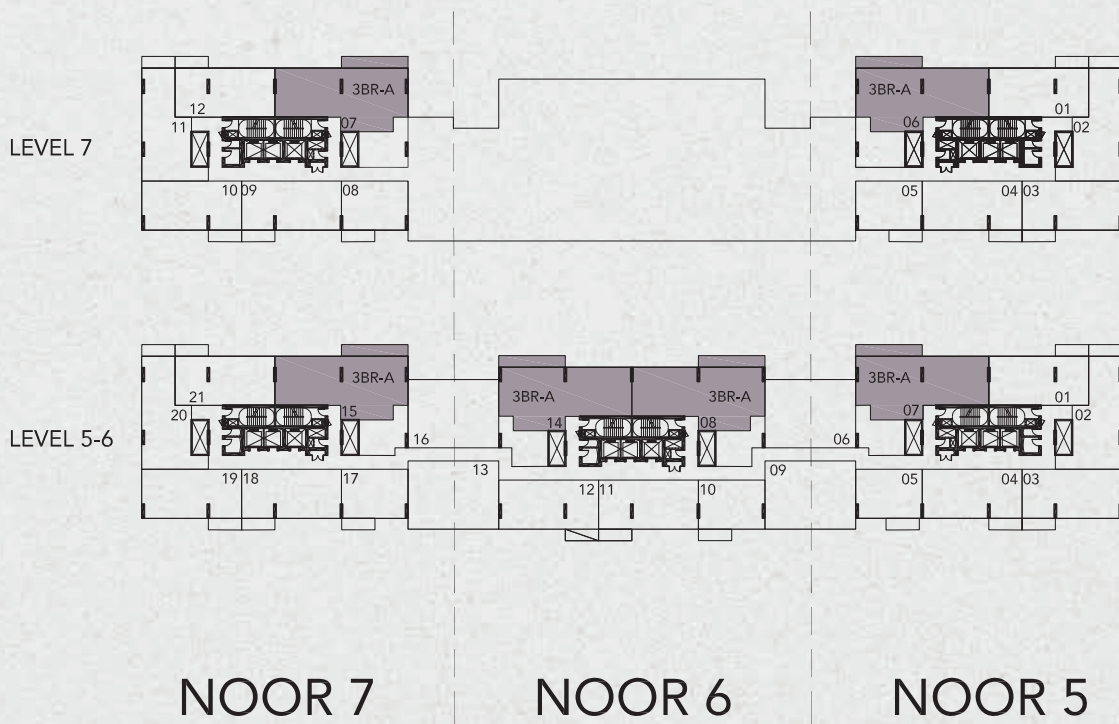 3BR-A 3BR-A
12 07 06 01
11 02
LEVEL 7
10 09 08 05 04 03
3BR-A 3BR-A 3BR-A 3BR-A
21 15 14 08 07 01
20 02
LEVEL 5-6 16 06
19 18 17 13 12 11 10 09 05 04 03
NOOR 7 NOOR 6 NOOR 5